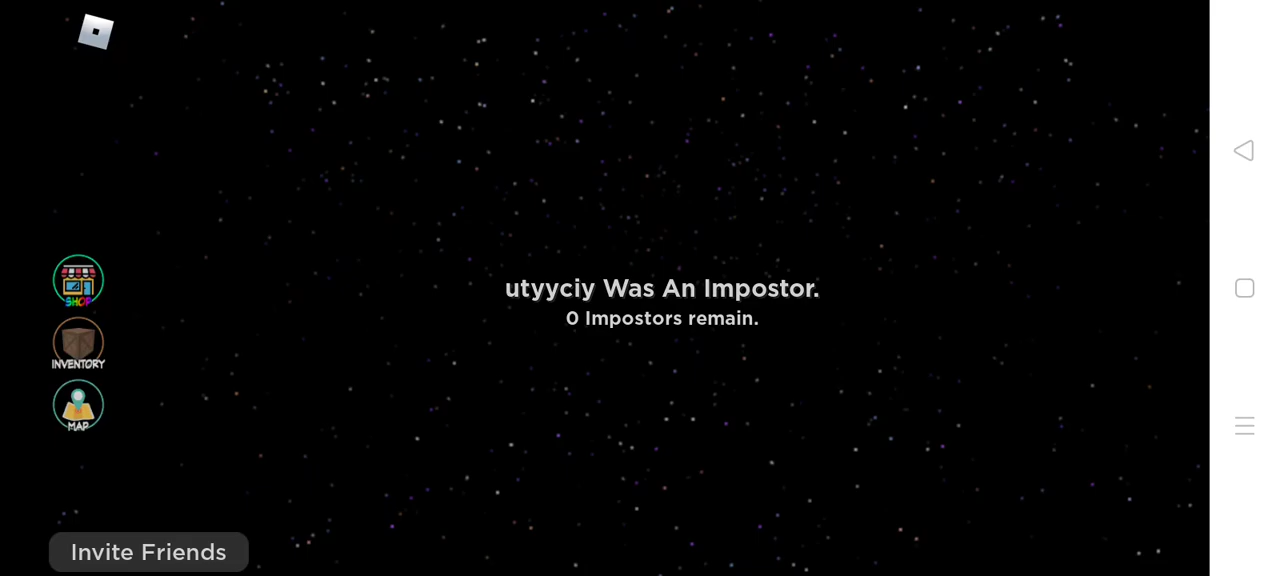 SHOP
INVENTORY
MAP
utyyciy Was An Impostor.
0 Impostors remain.
Invite Friends